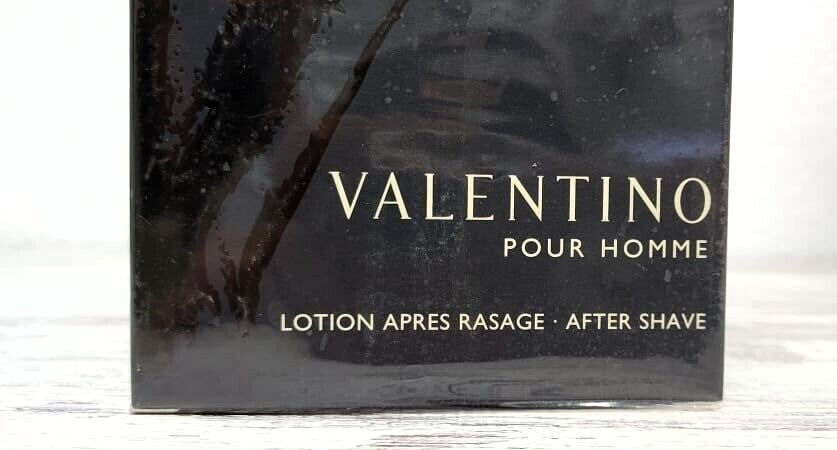 VALENTINO
POUR HOMME
LOTION APRES RASAGE · AFTER SHAVE